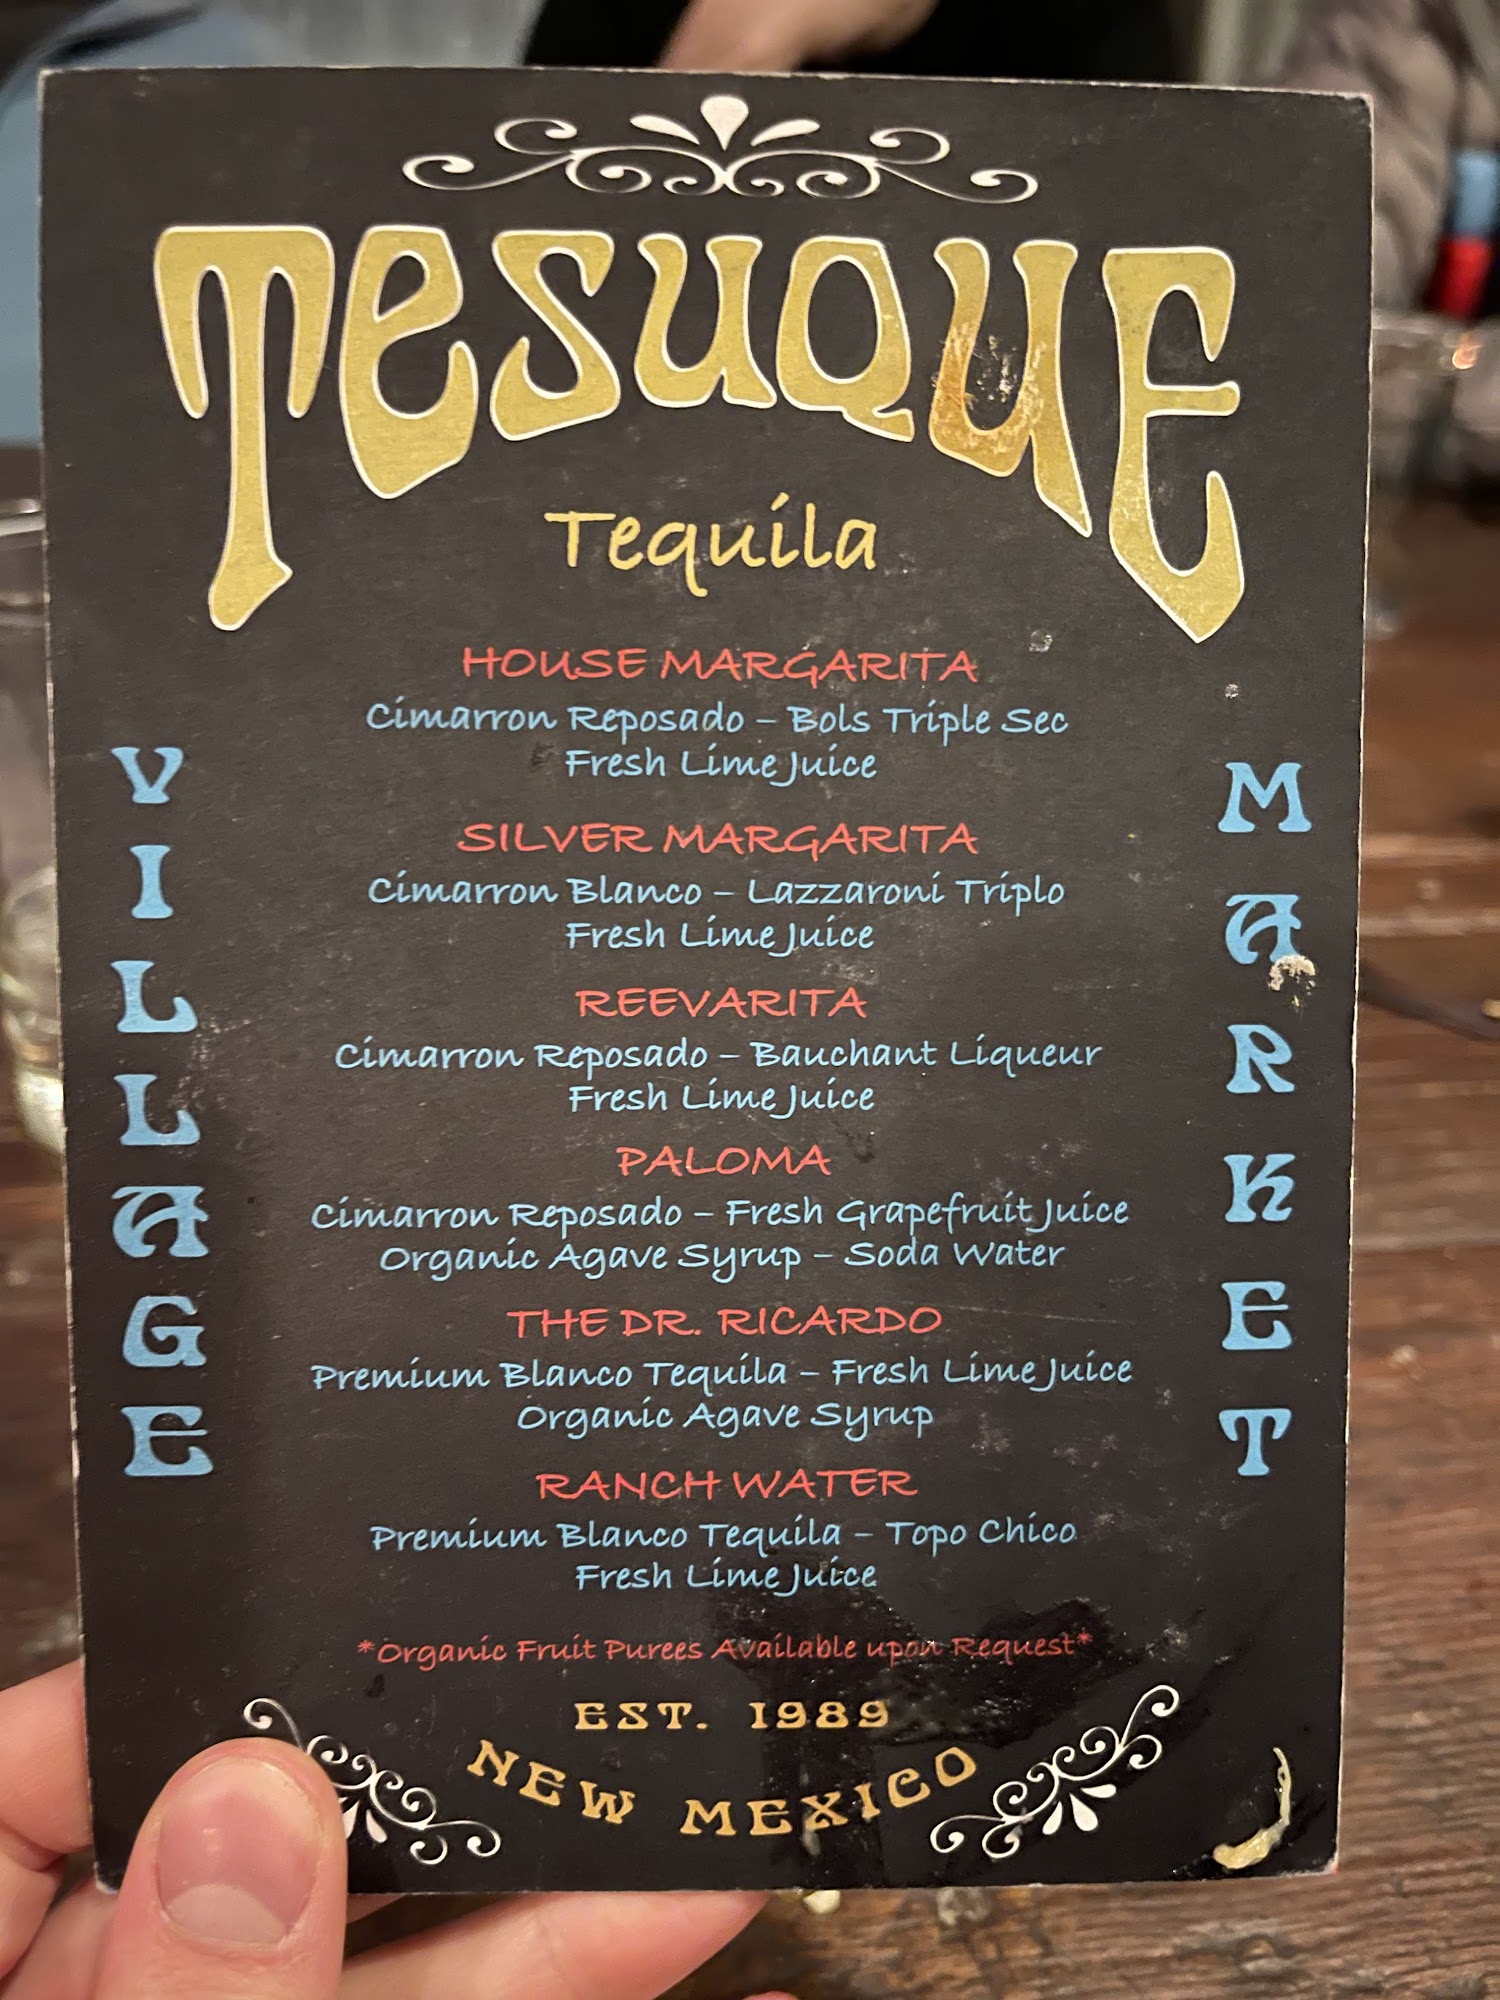 TESUQUE
VILLAGE
MARKET
Tequila
HOUSE MARGARITA
Cimarron Reposado – Bols Triple Sec
Fresh Lime Juice
SILVER MARGARITA
Cimarron Blanco – Lazzaroni Triplo
Fresh Lime Juice
REEVARITA
Cimarron Reposado – Bauchant Liqueur
Fresh Lime Juice
PALOMA
Cimarron Reposado – Fresh Grapefruit Juice
Organic Agave Syrup – Soda Water
THE DR. RICARDO
Premium Blanco Tequila – Fresh Lime Juice
Organic Agave Syrup
RANCH WATER
Premium Blanco Tequila – Topo Chico
Fresh Lime Juice
*Organic Fruit Purees Available upon Request*
EST. 1989
NEW MEXICO